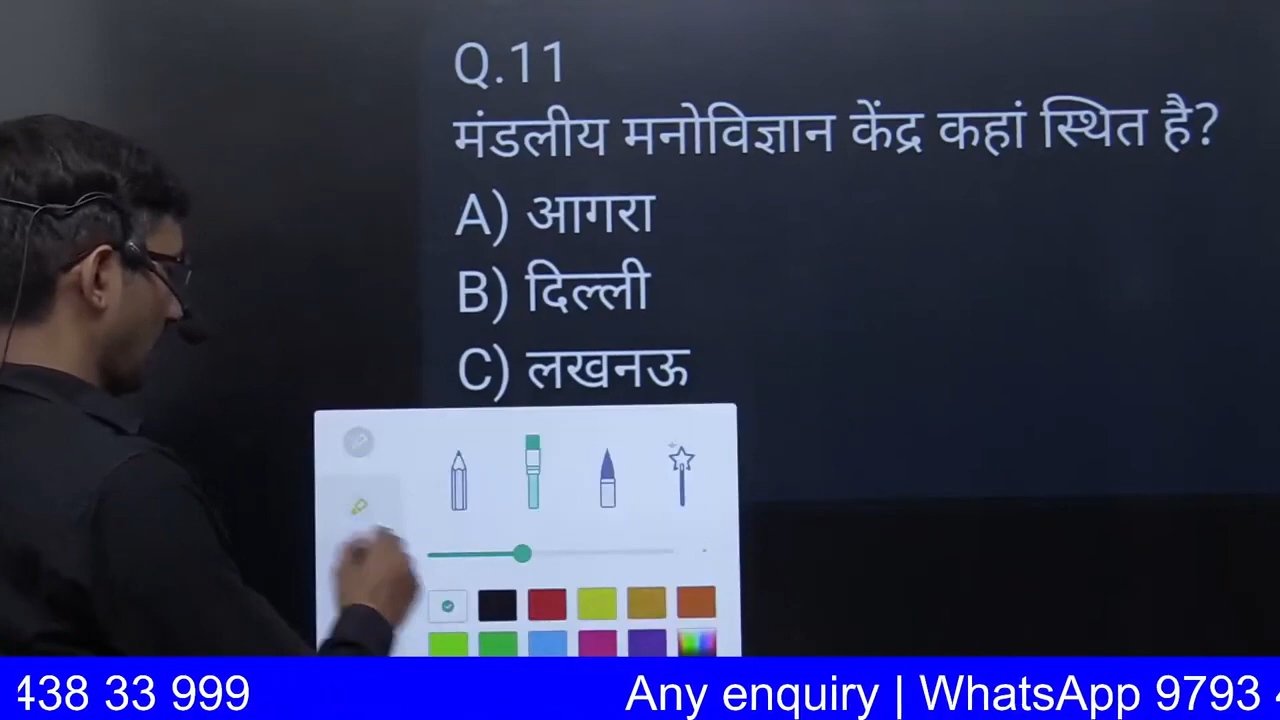 Q.11
मंडलीय मनोविज्ञान केंद्र कहां स्थित है?
A) आगरा
B) दिल्ली
C) लखनऊ
438 33 999 Any enquiry | WhatsApp 9793